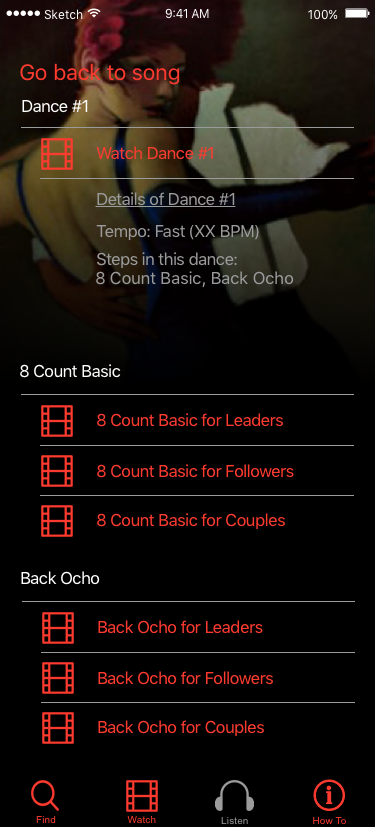 Sketch 9:41 AM 100%
Go back to song
Dance #1
Watch Dance #1
Details of Dance #1
Tempo: Fast (XX BPM)
Steps in this dance:
8 Count Basic, Back Ocho
8 Count Basic
8 Count Basic for Leaders
8 Count Basic for Followers
8 Count Basic for Couples
Back Ocho
Back Ocho for Leaders
Back Ocho for Followers
Back Ocho for Couples
Find Watch Listen How To